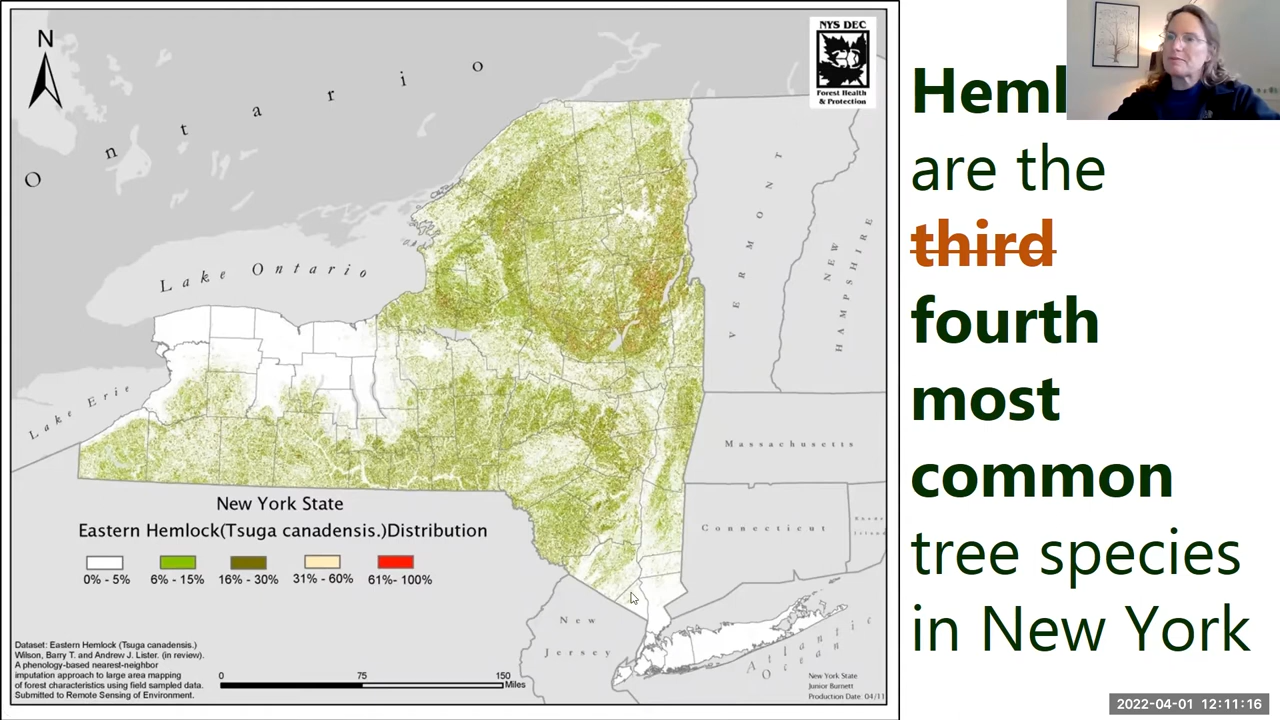 N
NYS DEC
Forest Health
& Protection
Ontario
Lake Ontario
Lake Erie
VERMONT
NEW
HAMPSHIRE
Massachusetts
Connecticut
Rhode
Island
New
Jersey
Atlantic
Ocean
New York State
Eastern Hemlock(Tsuga canadensis.)Distribution
0% - 5%
6% - 15%
16% - 30%
31% - 60%
61%- 100%
Dataset: Eastern Hemlock (Tsuga canadensis.)
Wilson, Barry T. and Andrew J. Lister. (in review).
A phenology-based nearest-neighbor
imputation approach to large area mapping
of forest characteristics using field sampled data.
Submitted to Remote Sensing of Environment.
0 75 150
Miles
New York State
Junior Burnett
Production Date: 04/11
Heml
are the
third
fourth
most
common
tree species
in New York
2022-04-01 12:11:16